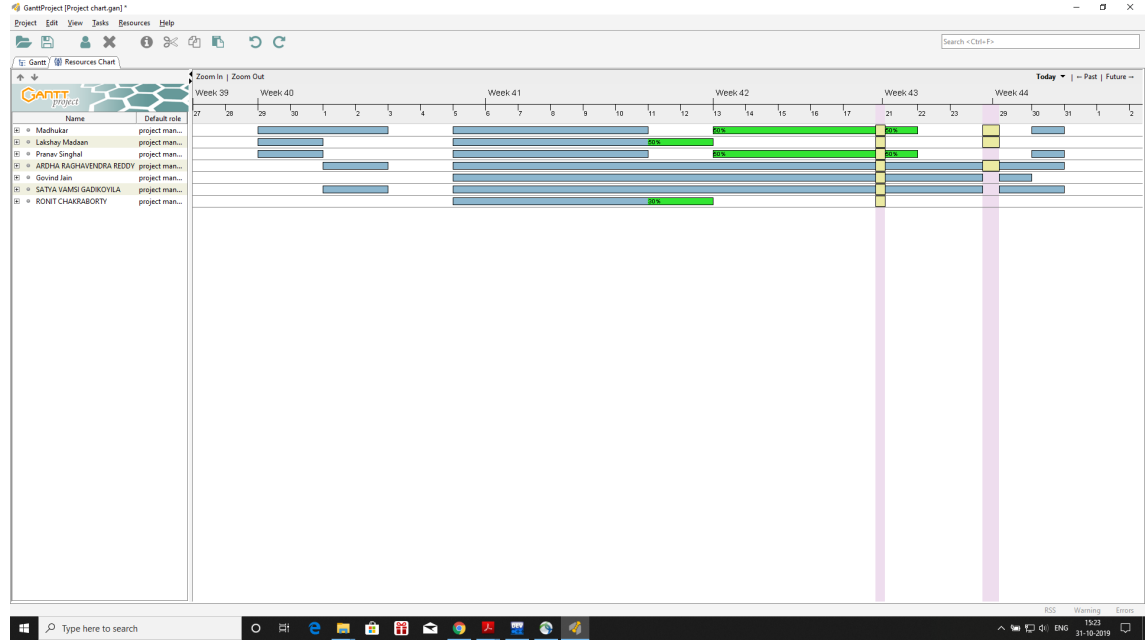 GanttProject [Project chart.gan] *
Project Edit View Tasks Resources Help
Search <Ctrl+F>
Gantt Resources Chart
Zoom In | Zoom Out Today | ← Past | Future →
GANTT project
Week 39 Week 40 Week 41 Week 42 Week 43 Week 44
27 28 29 30 1 2 3 4 5 6 7 8 9 10 11 12 13 14 15 16 17 21 22 23 29 30 31 1 2
Name Default role
Madhukar project man... 50% 50%
Lakshay Madaan project man... 50%
Pranav Singhal project man... 50% 50%
ARDHA RAGHAVENDRA REDDY project man...
Govind Jain project man...
SATYA VAMSI GADIKOYILA project man...
RONIT CHAKRABORTY project man... 30%
RSS Warning Errors
Type here to search
ENG
15:23
31-10-2019